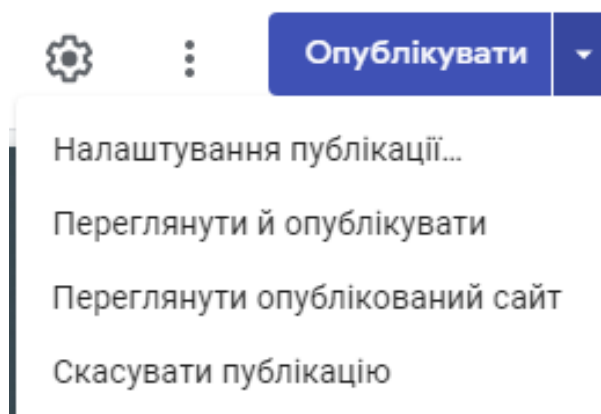 Опублікувати
Налаштування публікації...
Переглянути й опублікувати
Переглянути опублікований сайт
Скасувати публікацію